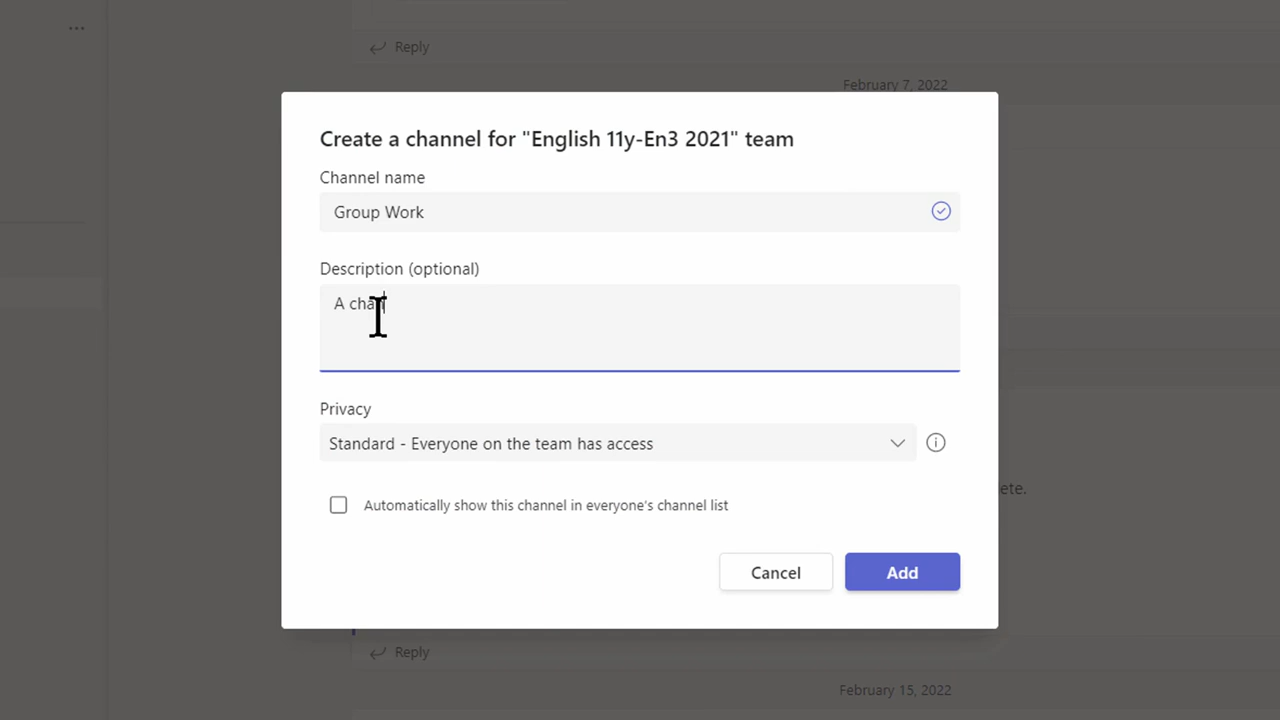 ...
Reply
February 7, 2022
Create a channel for "English 11y-En3 2021" team
Channel name
Group Work
Description (optional)
A chan
Privacy
Standard - Everyone on the team has access
ete.
Automatically show this channel in everyone's channel list
Cancel
Add
Reply
February 15, 2022